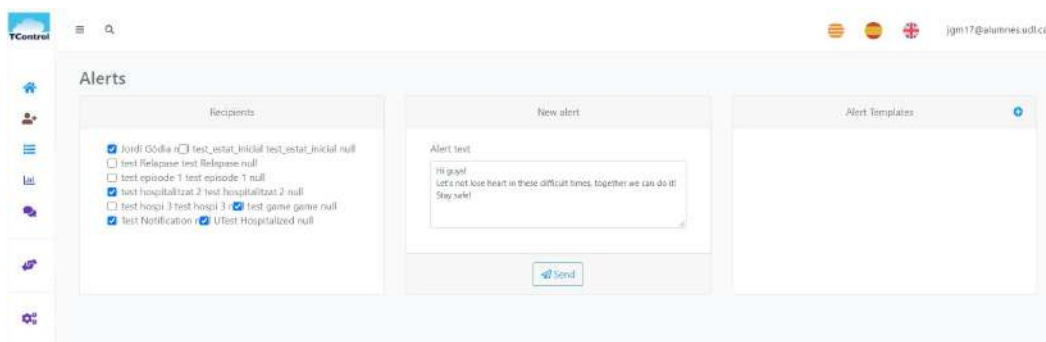 TControl
jgm17@alumnes.udl.ca
Alerts
Recipients
Jordi Gòdia n test_estat_inicial test_estat_inicial null
test Relapase test Relapase null
test episode 1 test episode 1 null
test hospitalitzat 2 test hospitalitzat 2 null
test hospi 3 test hospi 3 r test game game null
Test Notification r UTest Hospitalized null
New alert
Alert text
Hi guys!
Let's not lose heart in these difficult times, together we can do it!
Stay safe!
Send
Alert Templates